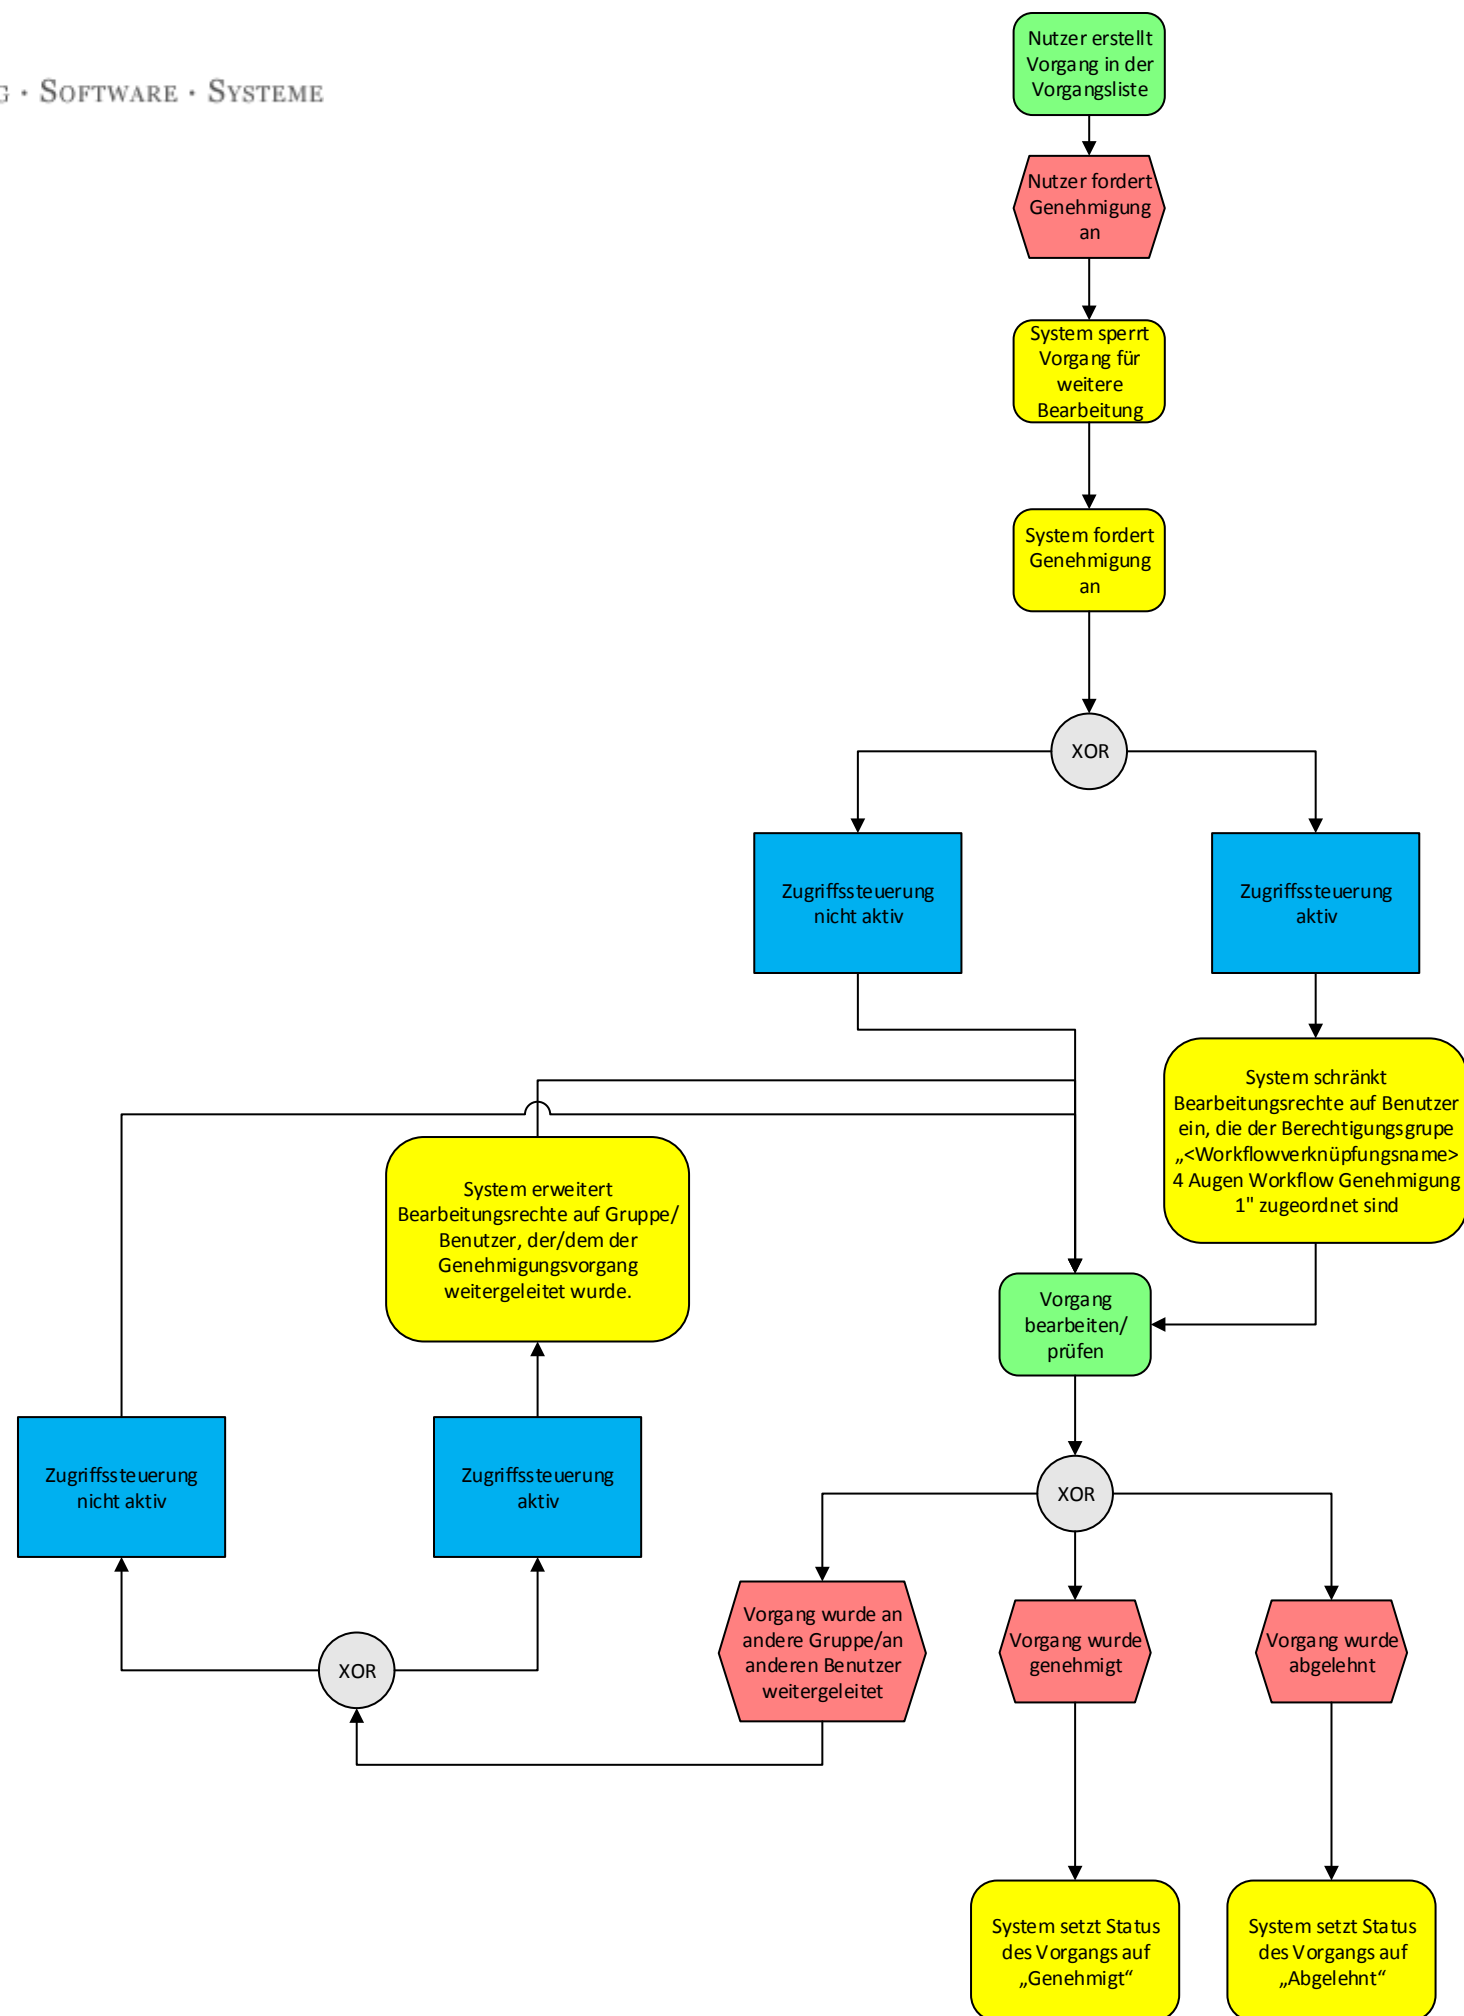 G · SOFTWARE · SYSTEME
Nutzer erstellt
Vorgang in der
Vorgangsliste
Nutzer fordert
Genehmigung
an
System sperrt
Vorgang für
weitere
Bearbeitung
System fordert
Genehmigung
an
XOR
Zugriffssteuerung
nicht aktiv
Zugriffssteuerung
aktiv
System schränkt
Bearbeitungsrechte auf Benutzer
ein, die der Berechtigungsgrupe
„<Workflowverknüpfungsname>
4 Augen Workflow Genehmigung
1" zugeordnet sind
System erweitert
Bearbeitungsrechte auf Gruppe/
Benutzer, der/dem der
Genehmigungsvorgang
weitergeleitet wurde.
Vorgang
bearbeiten/
prüfen
Zugriffssteuerung
nicht aktiv
Zugriffssteuerung
aktiv
XOR
Vorgang wurde an
andere Gruppe/an
anderen Benutzer
weitergeleitet
Vorgang wurde
genehmigt
Vorgang wurde
abgelehnt
XOR
System setzt Status
des Vorgangs auf
„Genehmigt“
System setzt Status
des Vorgangs auf
„Abgelehnt“